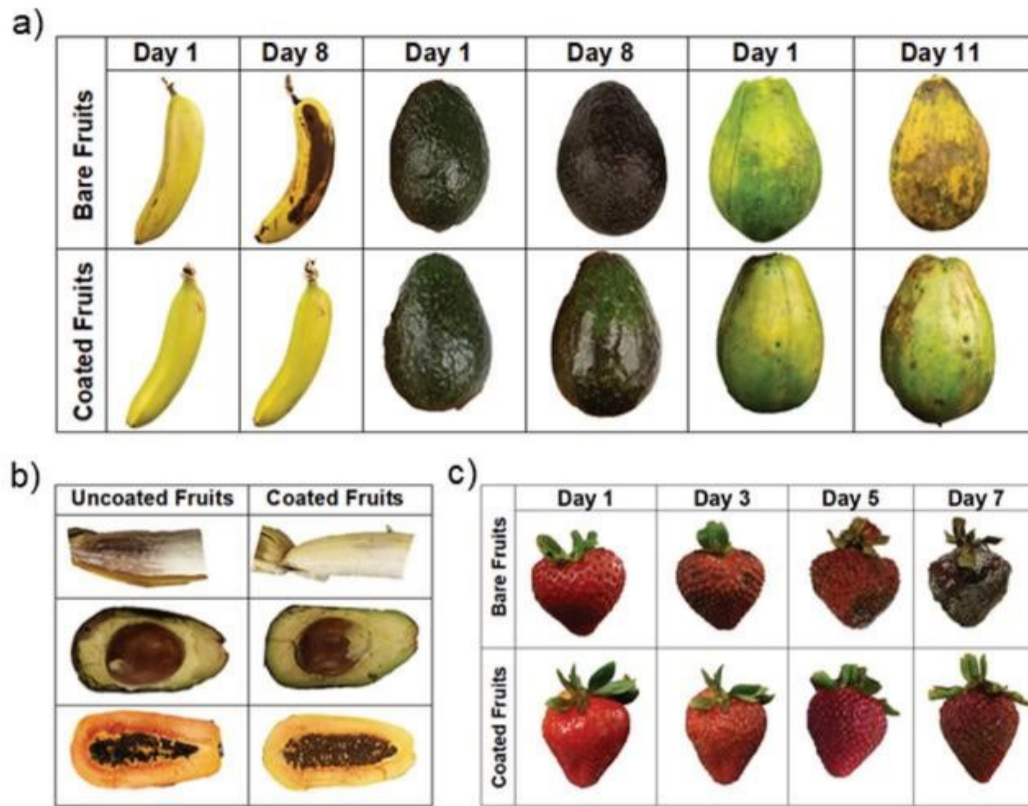 a)
Day 1 Day 8 Day 1 Day 8 Day 1 Day 11
Bare Fruits
Coated Fruits
b)
Uncoated Fruits Coated Fruits
c)
Day 1 Day 3 Day 5 Day 7
Bare Fruits
Coated Fruits